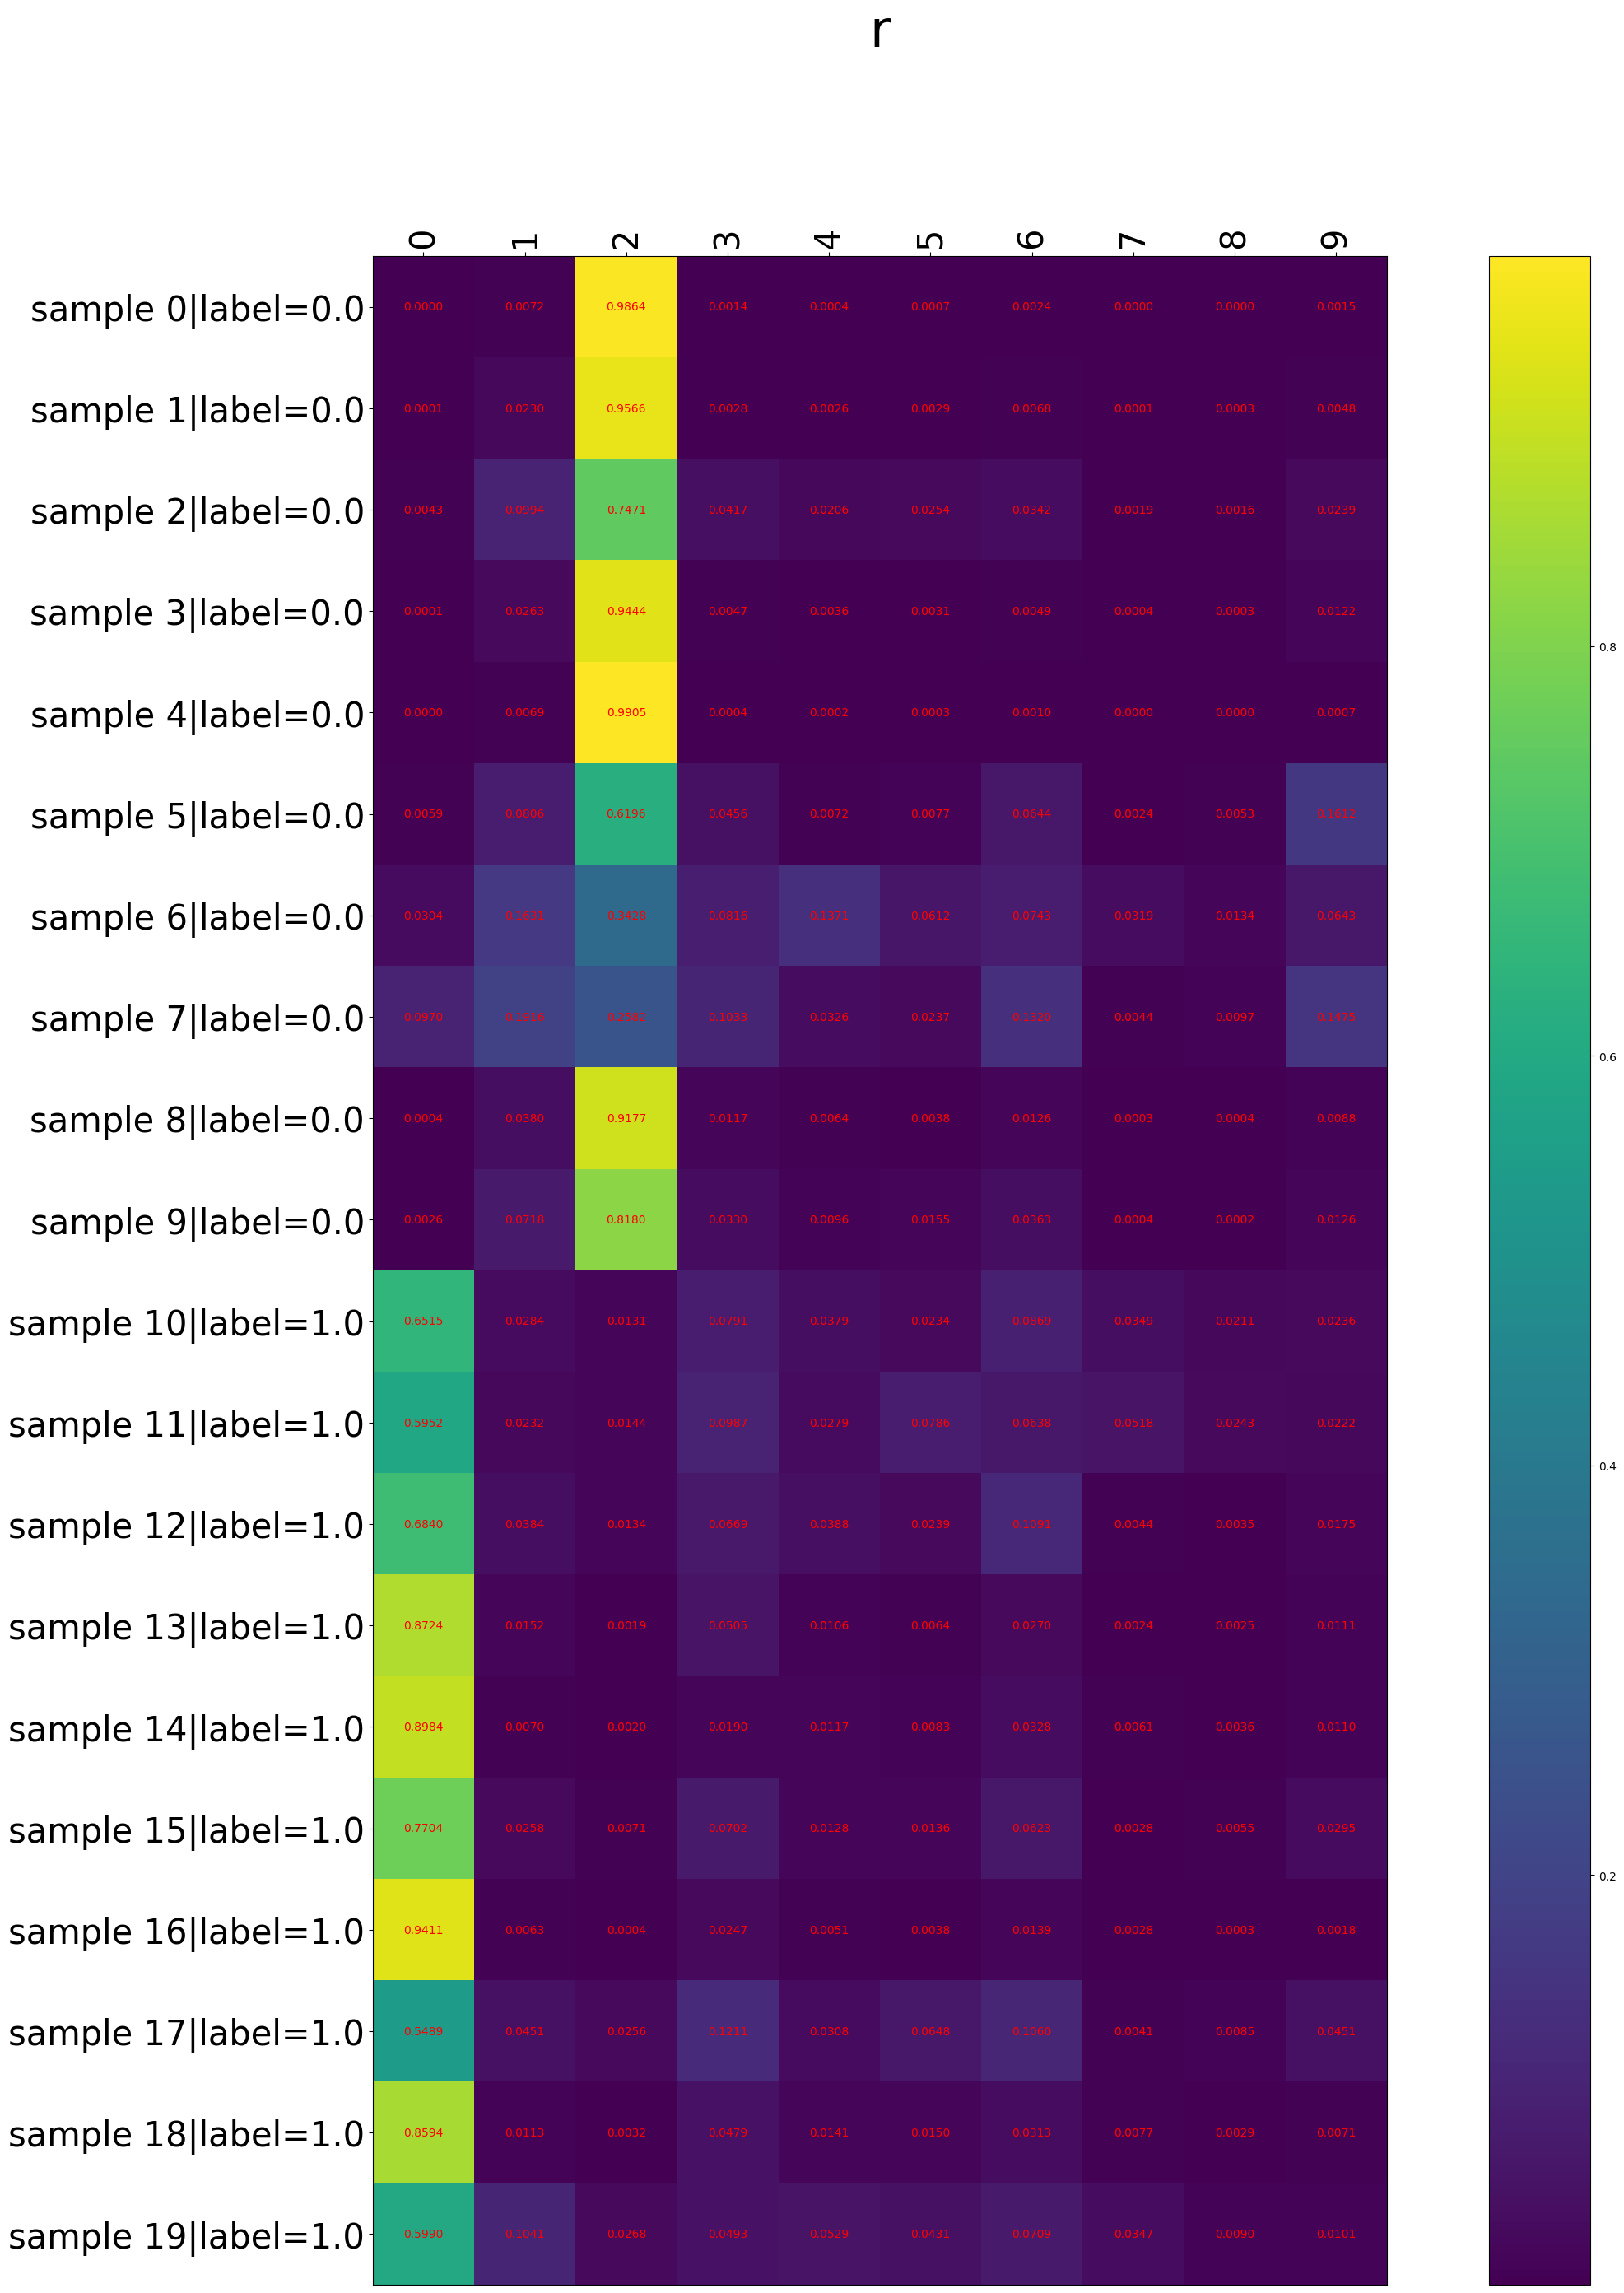 r
0 1 2 3 4 5 6 7 8 9
sample 0|label=0.0 0.0000 0.0072 0.9864 0.0014 0.0004 0.0007 0.0024 0.0000 0.0000 0.0015
sample 1|label=0.0 0.0001 0.0230 0.9566 0.0028 0.0026 0.0029 0.0068 0.0001 0.0003 0.0048
sample 2|label=0.0 0.0043 0.0994 0.7471 0.0417 0.0206 0.0254 0.0342 0.0019 0.0016 0.0239
sample 3|label=0.0 0.0001 0.0263 0.9444 0.0047 0.0036 0.0031 0.0049 0.0004 0.0003 0.0122
0.8
sample 4|label=0.0 0.0000 0.0069 0.9905 0.0004 0.0002 0.0003 0.0010 0.0000 0.0000 0.0007
sample 5|label=0.0 0.0059 0.0806 0.6196 0.0456 0.0072 0.0077 0.0644 0.0024 0.0053 0.1612
sample 6|label=0.0 0.0304 0.3428 0.0816 0.1371 0.0612 0.0743 0.0319 0.0134 0.0643
sample 7|label=0.0 0.0970 0.1033 0.0326 0.0237 0.1320 0.0044 0.0097 0.1475
0.6
sample 8|label=0.0 0.0004 0.0380 0.9177 0.0117 0.0064 0.0038 0.0126 0.0003 0.0004 0.0088
sample 9|label=0.0 0.0026 0.0718 0.8180 0.0330 0.0096 0.0155 0.0363 0.0004 0.0002 0.0126
sample 10|label=1.0 0.6515 0.0284 0.0131 0.0791 0.0379 0.0234 0.0869 0.0349 0.0211 0.0236
sample 11|label=1.0 0.5952 0.0232 0.0144 0.0987 0.0279 0.0786 0.0638 0.0518 0.0243 0.0222
0.4
sample 12|label=1.0 0.6840 0.0384 0.0134 0.0669 0.0388 0.0239 0.1091 0.0044 0.0035 0.0175
sample 13|label=1.0 0.8724 0.0152 0.0019 0.0505 0.0106 0.0064 0.0270 0.0024 0.0025 0.0111
sample 14|label=1.0 0.8984 0.0070 0.0020 0.0190 0.0117 0.0083 0.0328 0.0061 0.0036 0.0110
sample 15|label=1.0 0.7704 0.0258 0.0071 0.0702 0.0128 0.0136 0.0623 0.0028 0.0055 0.0295
0.2
sample 16|label=1.0 0.9411 0.0063 0.0004 0.0247 0.0051 0.0038 0.0139 0.0028 0.0003 0.0018
sample 17|label=1.0 0.5489 0.0451 0.0256 0.1211 0.0308 0.0648 0.1060 0.0041 0.0085 0.0451
sample 18|label=1.0 0.8594 0.0113 0.0032 0.0479 0.0141 0.0150 0.0313 0.0077 0.0029 0.0071
sample 19|label=1.0 0.5990 0.1041 0.0268 0.0493 0.0529 0.0431 0.0709 0.0347 0.0090 0.0101